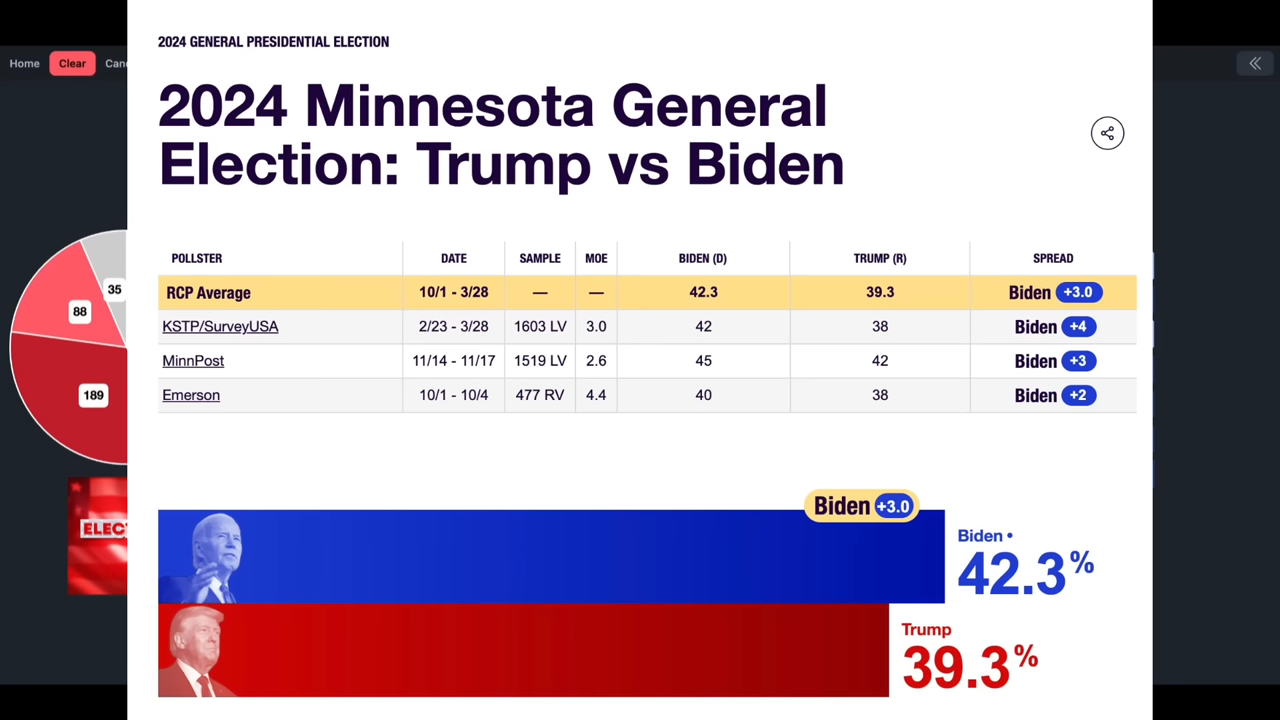 2024 GENERAL PRESIDENTIAL ELECTION
Home Clear
2024 Minnesota General
Election: Trump vs Biden
POLLSTER DATE SAMPLE MOE BIDEN (D) TRUMP (R) SPREAD
RCP Average 10/1 - 3/28 — — 42.3 39.3 Biden +3.0
KSTP/SurveyUSA 2/23 - 3/28 1603 LV 3.0 42 38 Biden +4
MinnPost 11/14 - 11/17 1519 LV 2.6 45 42 Biden +3
Emerson 10/1 - 10/4 477 RV 4.4 40 38 Biden +2
35
88
189
Biden +3.0
Biden •
42.3%
Trump
39.3%